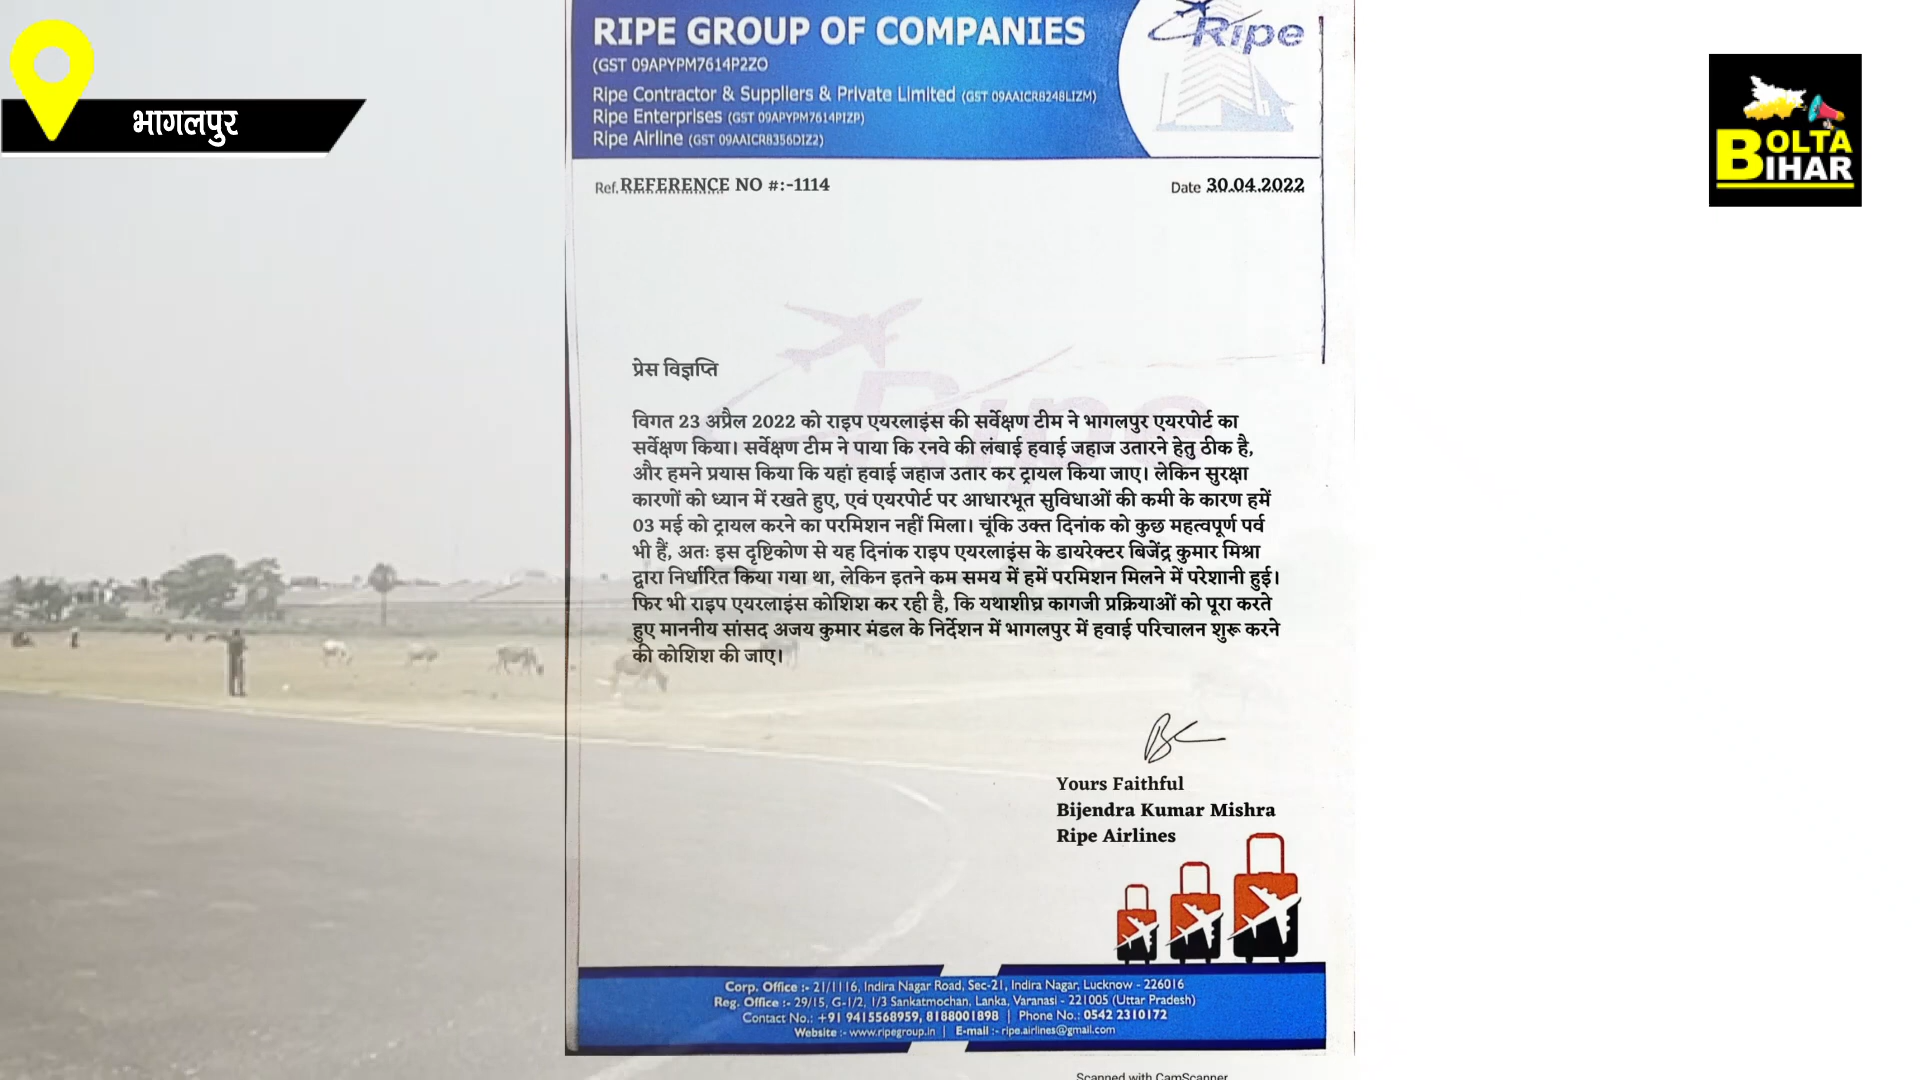 भागलपुर
BOLTA
BIHAR
RIPE GROUP OF COMPANIES
(GST 09APYPM7614P2ZO
Ripe Contractor & Suppliers & Private Limited (GST 09AAICR8248L1ZM)
Ripe Enterprises (GST 09APYPM7614P1ZP)
Ripe Airline (GST 09AAICR8356D1Z2)
Ripe
Ref. REFERENCE NO #:-1114
Date 30.04.2022
Ripe
प्रेस विज्ञप्ति
विगत 23 अप्रैल 2022 को राइप एयरलाइंस की सर्वेक्षण टीम ने भागलपुर एयरपोर्ट का
सर्वेक्षण किया। सर्वेक्षण टीम ने पाया कि रनवे की लंबाई हवाई जहाज उतारने हेतु ठीक है,
और हमने प्रयास किया कि यहां हवाई जहाज उतार कर ट्रायल किया जाए। लेकिन सुरक्षा
कारणों को ध्यान में रखते हुए, एवं एयरपोर्ट पर आधारभूत सुविधाओं की कमी के कारण हमें
03 मई को ट्रायल करने का परमिशन नहीं मिला। चूंकि उक्त दिनांक को कुछ महत्वपूर्ण पर्व
भी हैं, अतः इस दृष्टिकोण से यह दिनांक राइप एयरलाइंस के डायरेक्टर बिजेंद्र कुमार मिश्रा
द्वारा निर्धारित किया गया था, लेकिन इतने कम समय में हमें परमिशन मिलने में परेशानी हुई।
फिर भी राइप एयरलाइंस कोशिश कर रही है, कि यथाशीघ्र कागजी प्रक्रियाओं को पूरा करते
हुए माननीय सांसद अजय कुमार मंडल के निर्देशन में भागलपुर में हवाई परिचालन शुरू करने
की कोशिश की जाए।
Yours Faithful
Bijendra Kumar Mishra
Ripe Airlines
Corp. Office :- 21/1116, Indira Nagar Road, Sec-21, Indira Nagar, Lucknow - 226016
Reg. Office :- 29/15, G-1/2, 1/3 Sankatmochan, Lanka, Varanasi - 221005 (Uttar Pradesh)
Contact No.: +91 9415568959, 8188001898 | Phone No.: 0542 2310172
Website :- www.ripegroup.in | E-mail :- ripe.airlines@gmail.com
Scanned with CamScanner